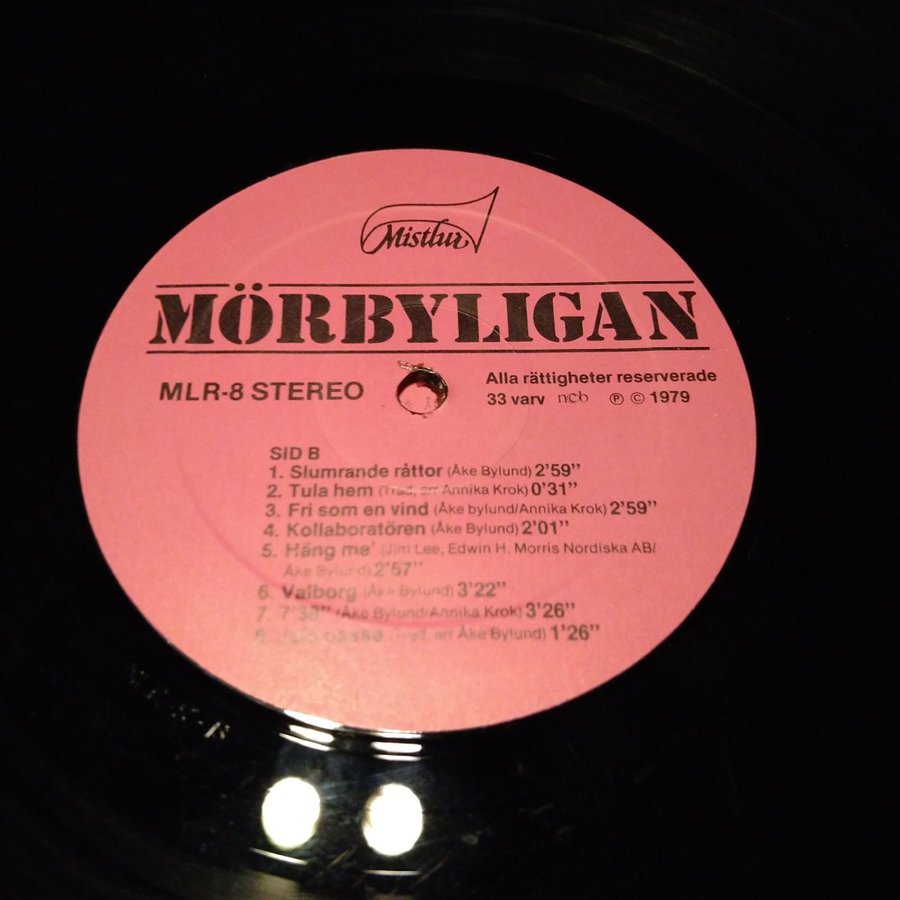 Mistlur
MÖRBYLIGAN
MLR-8 STEREO
Alla rättigheter reserverade
33 varv ncb Ⓟ © 1979
SID B
1. Slumrande råttor (Åke Bylund) 2'59"
2. Tula hem (Trad, arr Annika Krok) 0'31"
3. Fri som en vind (Åke bylund/Annika Krok) 2'59"
4. Kollaboratören (Åke Bylund) 2'01"
5. Häng me' (Jim Lee, Edwin H. Morris Nordiska AB/
Åke Bylund) 2'57"
6. Valborg (Åke Bylund) 3'22"
7. 7'38" (Åke Bylund/Annika Krok) 3'26"
8. (Trad, arr Åke Bylund) 1'26"